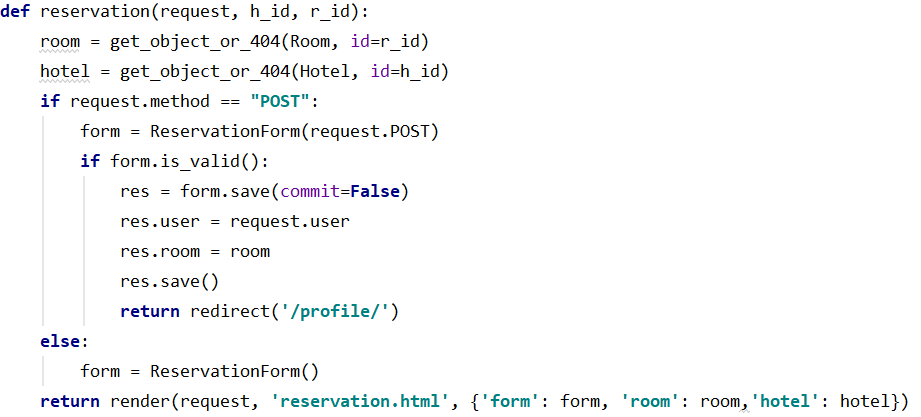 def reservation(request, h_id, r_id):
    room = get_object_or_404(Room, id=r_id)
    hotel = get_object_or_404(Hotel, id=h_id)
    if request.method == "POST":
        form = ReservationForm(request.POST)
        if form.is_valid():
            res = form.save(commit=False)
            res.user = request.user
            res.room = room
            res.save()
            return redirect('/profile/')
    else:
        form = ReservationForm()
    return render(request, 'reservation.html', {'form': form, 'room': room,'hotel': hotel})